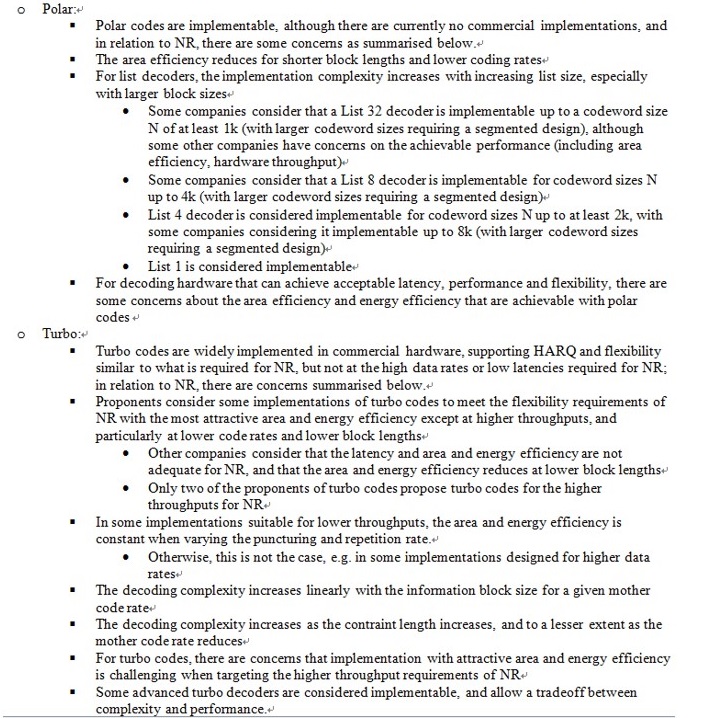 o Polar:
▪ Polar codes are implementable, although there are currently no commercial implementations, and
in relation to NR, there are some concerns as summarised below.
▪ The area efficiency reduces for shorter block lengths and lower coding rates
▪ For list decoders, the implementation complexity increases with increasing list size, especially
with larger block sizes
• Some companies consider that a List 32 decoder is implementable up to a codeword size
N of at least 1k (with larger codeword sizes requiring a segmented design), although
some other companies have concerns on the achievable performance (including area
efficiency, hardware throughput)
• Some companies consider that a List 8 decoder is implementable for codeword sizes N
up to 4k (with larger codeword sizes requiring a segmented design)
• List 4 decoder is considered implementable for codeword sizes N up to at least 2k, with
some companies considering it implementable up to 8k (with larger codeword sizes
requiring a segmented design)
• List 1 is considered implementable
▪ For decoding hardware that can achieve acceptable latency, performance and flexibility, there are
some concerns about the area efficiency and energy efficiency that are achievable with polar
codes
o Turbo:
▪ Turbo codes are widely implemented in commercial hardware, supporting HARQ and flexibility
similar to what is required for NR, but not at the high data rates or low latencies required for NR;
in relation to NR, there are concerns summarised below.
▪ Proponents consider some implementations of turbo codes to meet the flexibility requirements of
NR with the most attractive area and energy efficiency except at higher throughputs, and
particularly at lower code rates and lower block lengths
• Other companies consider that the latency and area and energy efficiency are not
adequate for NR, and that the area and energy efficiency reduces at lower block lengths
• Only two of the proponents of turbo codes propose turbo codes for the higher
throughputs for NR
▪ In some implementations suitable for lower throughputs, the area and energy efficiency is
constant when varying the puncturing and repetition rate.
• Otherwise, this is not the case, e.g. in some implementations designed for higher data
rates
▪ The decoding complexity increases linearly with the information block size for a given mother
code rate
▪ The decoding complexity increases as the contraint length increases, and to a lesser extent as the
mother code rate reduces
▪ For turbo codes, there are concerns that implementation with attractive area and energy efficiency
is challenging when targeting the higher throughput requirements of NR
▪ Some advanced turbo decoders are considered implementable, and allow a tradeoff between
complexity and performance.